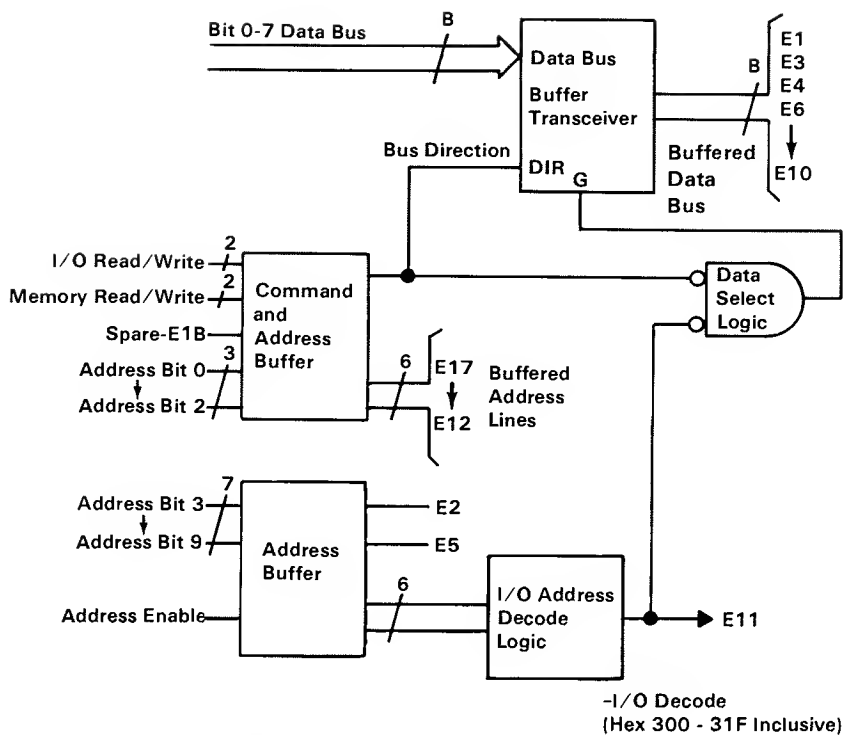 Bit 0-7 Data Bus
B
Data Bus
Buffer
Transceiver
DIR
G
Bus Direction
B
E1
E3
E4
E6
E10
Buffered
Data
Bus
I/O Read/Write
2
Memory Read/Write
2
Spare-E1B
Address Bit 0
3
Address Bit 2
Command
and
Address
Buffer
6
E17
E12
Buffered
Address
Lines
Data
Select
Logic
Address Bit 3
7
Address Bit 9
Address Enable
Address
Buffer
E2
E5
6
I/O Address
Decode
Logic
E11
–I/O Decode
(Hex 300 - 31F Inclusive)